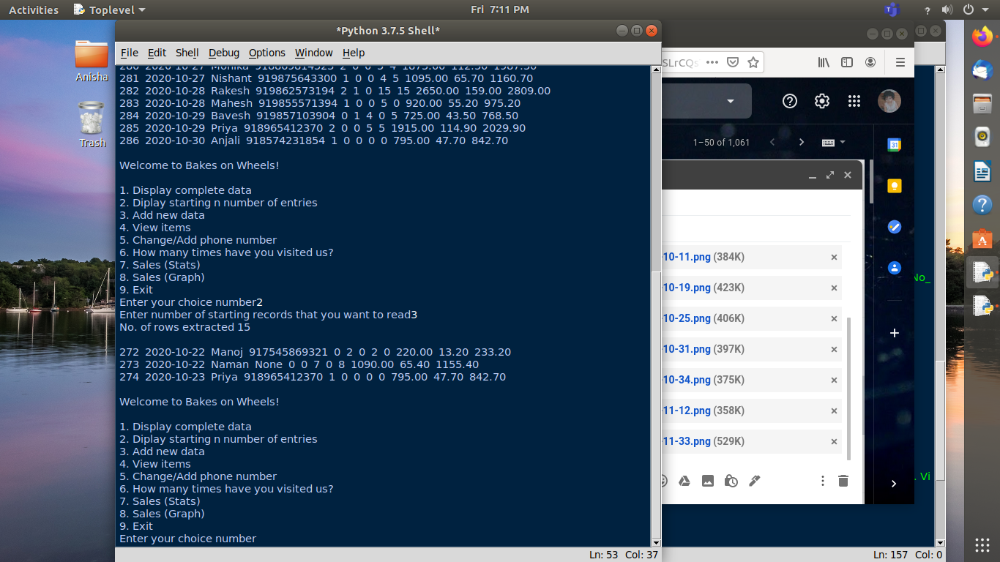 Activities Toplevel Fri 7:11 PM
*Python 3.7.5 Shell*
File Edit Shell Debug Options Window Help
Anisha
Trash
281 2020-10-27 Nishant 919875643300 1 0 0 4 5 1095.00 65.70 1160.70
282 2020-10-28 Rakesh 919862573194 2 1 0 15 15 2650.00 159.00 2809.00
283 2020-10-28 Mahesh 919855571394 1 0 0 5 0 920.00 55.20 975.20
284 2020-10-29 Bavesh 919857103904 0 1 4 0 5 725.00 43.50 768.50
285 2020-10-29 Priya 918965412370 2 0 0 5 5 1915.00 114.90 2029.90
286 2020-10-30 Anjali 918574231854 1 0 0 0 0 795.00 47.70 842.70
Welcome to Bakes on Wheels!
1. Display complete data
2. Diplay starting n number of entries
3. Add new data
4. View items
5. Change/Add phone number
6. How many times have you visited us?
7. Sales (Stats)
8. Sales (Graph)
9. Exit
Enter your choice number2
Enter number of starting records that you want to read3
No. of rows extracted 15
272 2020-10-22 Manoj 917545869321 0 2 0 2 0 220.00 13.20 233.20
273 2020-10-22 Naman None 0 0 7 0 8 1090.00 65.40 1155.40
274 2020-10-23 Priya 918965412370 1 0 0 0 0 795.00 47.70 842.70
Welcome to Bakes on Wheels!
1. Display complete data
2. Diplay starting n number of entries
3. Add new data
4. View items
5. Change/Add phone number
6. How many times have you visited us?
7. Sales (Stats)
8. Sales (Graph)
9. Exit
Enter your choice number
Ln: 53 Col: 37
SLrCQs
1–50 of 1,061
31
-10-11.png (384K)
-10-19.png (423K)
-10-25.png (406K)
-10-31.png (397K)
-10-34.png (375K)
-11-12.png (358K)
-11-33.png (529K)
No_
. Vi
Ln: 157 Col: 0